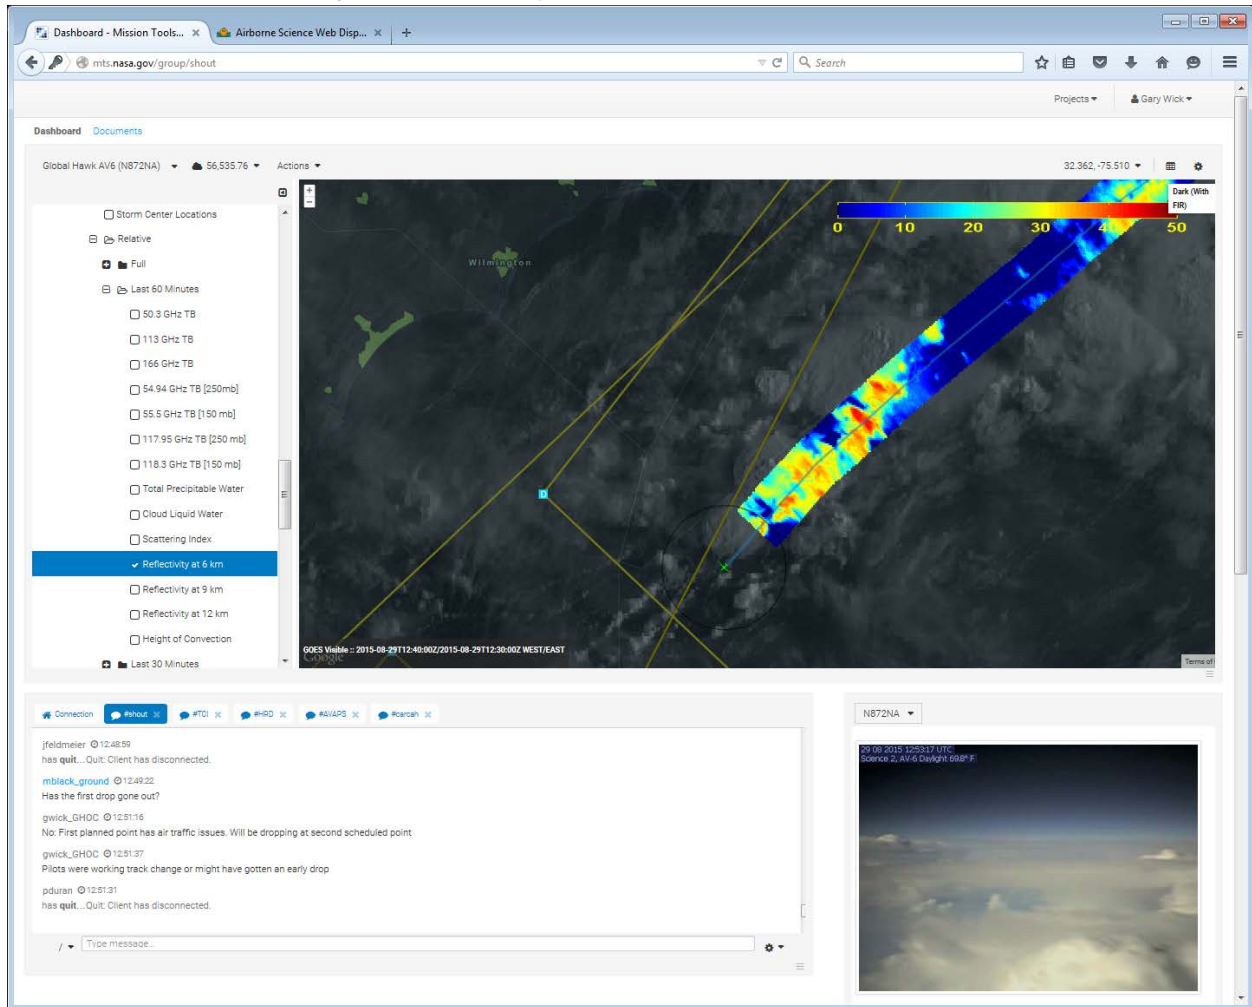 Dashboard - Mission Tools...
Airborne Science Web Disp...
mts.nasa.gov/group/shout
Search
Projects
Gary Wick
Dashboard Documents
Global Hawk AV6 (N872NA)
56,535.76
Actions
32.362, -75.510
Storm Center Locations
Relative
Full
Last 60 Minutes
50.3 GHz TB
113 GHz TB
166 GHz TB
54.94 GHz TB [250mb]
55.5 GHz TB [150 mb]
117.95 GHz TB [250 mb]
118.3 GHz TB [150 mb]
Total Precipitable Water
Cloud Liquid Water
Scattering Index
Reflectivity at 6 km
Reflectivity at 9 km
Reflectivity at 12 km
Height of Convection
Last 30 Minutes
Dark (With
FIR)
0 10 20 30 40 50
Wilmington
D
GOES Visible :: 2015-08-29T12:40:00Z/2015-08-29T12:30:00Z WEST/EAST
Google
Terms of
Connection
#shout
#TCI
#HRD
#AVAPS
#carcah
jfeldmeier 12:48:59
has quit...Quit: Client has disconnected.
mblack_ground 12:49:22
Has the first drop gone out?
gwick_GHOC 12:51:16
No: First planned point has air traffic issues. Will be dropping at second scheduled point
gwick_GHOC 12:51:37
Pilots were working track change or might have gotten an early drop
pduran 12:51:31
has quit...Quit: Client has disconnected.
/
Type message...
N872NA
29 08 2015 12:53:17 UTC
Science 2, AV-6 Daylight 69.8° F